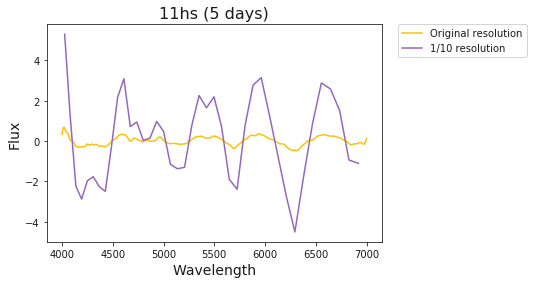 11hs (5 days)
Original resolution
1/10 resolution
Flux
4
2
0
−2
−4
4000 4500 5000 5500 6000 6500 7000
Wavelength